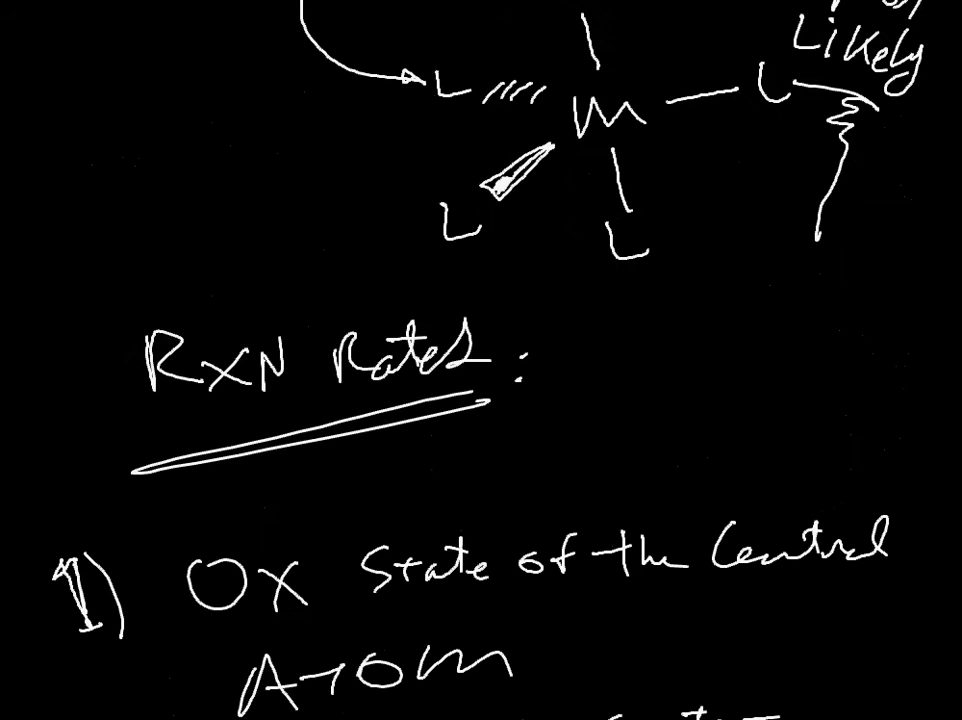 Likely
L M L
L
L
RXN Rates:
1) OX State of the Central
Atom